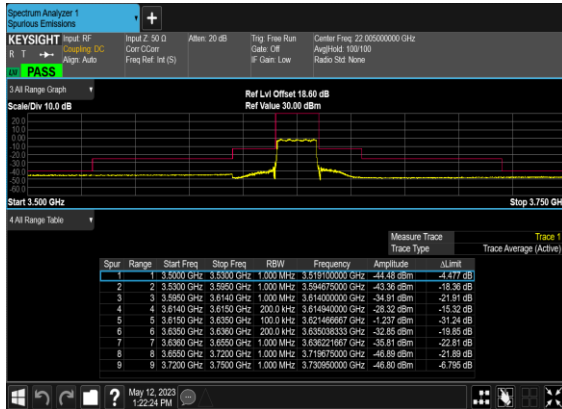 Spectrum Analyzer 1
Spurious Emissions
KEYSIGHT Input: RF
R T Coupling: DC
Align: Auto
LXI PASS
Input Z: 50 Ω
Corr CCorr
Freq Ref: Int (S)
Atten: 20 dB
Trig: Free Run
Gate: Off
IF Gain: Low
Center Freq: 22.005000000 GHz
Avg|Hold: 100/100
Radio Std: None
3 All Range Graph
Scale/Div 10.0 dB
Ref Lvl Offset 18.60 dB
Ref Value 30.00 dBm
20.0
10.0
0.00
-10.0
-20.0
-30.0
-40.0
-50.0
-60.0
Start 3.500 GHz
Stop 3.750 GH
4 All Range Table
Measure Trace Trace 1
Trace Type Trace Average (Active)
Spur Range Start Freq Stop Freq RBW Frequency Amplitude ΔLimit
1 1 3.5000 GHz 3.5300 GHz 1.000 MHz 3.519100000 GHz -44.48 dBm -4.477 dB
2 2 3.5300 GHz 3.5950 GHz 1.000 MHz 3.594675000 GHz -43.36 dBm -18.36 dB
3 3 3.5950 GHz 3.6140 GHz 1.000 MHz 3.614000000 GHz -34.91 dBm -21.91 dB
4 4 3.6140 GHz 3.6150 GHz 200.0 kHz 3.614940000 GHz -28.32 dBm -15.32 dB
5 5 3.6150 GHz 3.6350 GHz 100.0 kHz 3.621466667 GHz -1.237 dBm -31.24 dB
6 6 3.6350 GHz 3.6360 GHz 200.0 kHz 3.635038333 GHz -32.85 dBm -19.85 dB
7 7 3.6360 GHz 3.6550 GHz 1.000 MHz 3.636221667 GHz -35.81 dBm -22.81 dB
8 8 3.6550 GHz 3.7200 GHz 1.000 MHz 3.719675000 GHz -46.89 dBm -21.89 dB
9 9 3.7200 GHz 3.7500 GHz 1.000 MHz 3.730950000 GHz -46.80 dBm -6.795 dB
May 12, 2023
1:22:24 PM